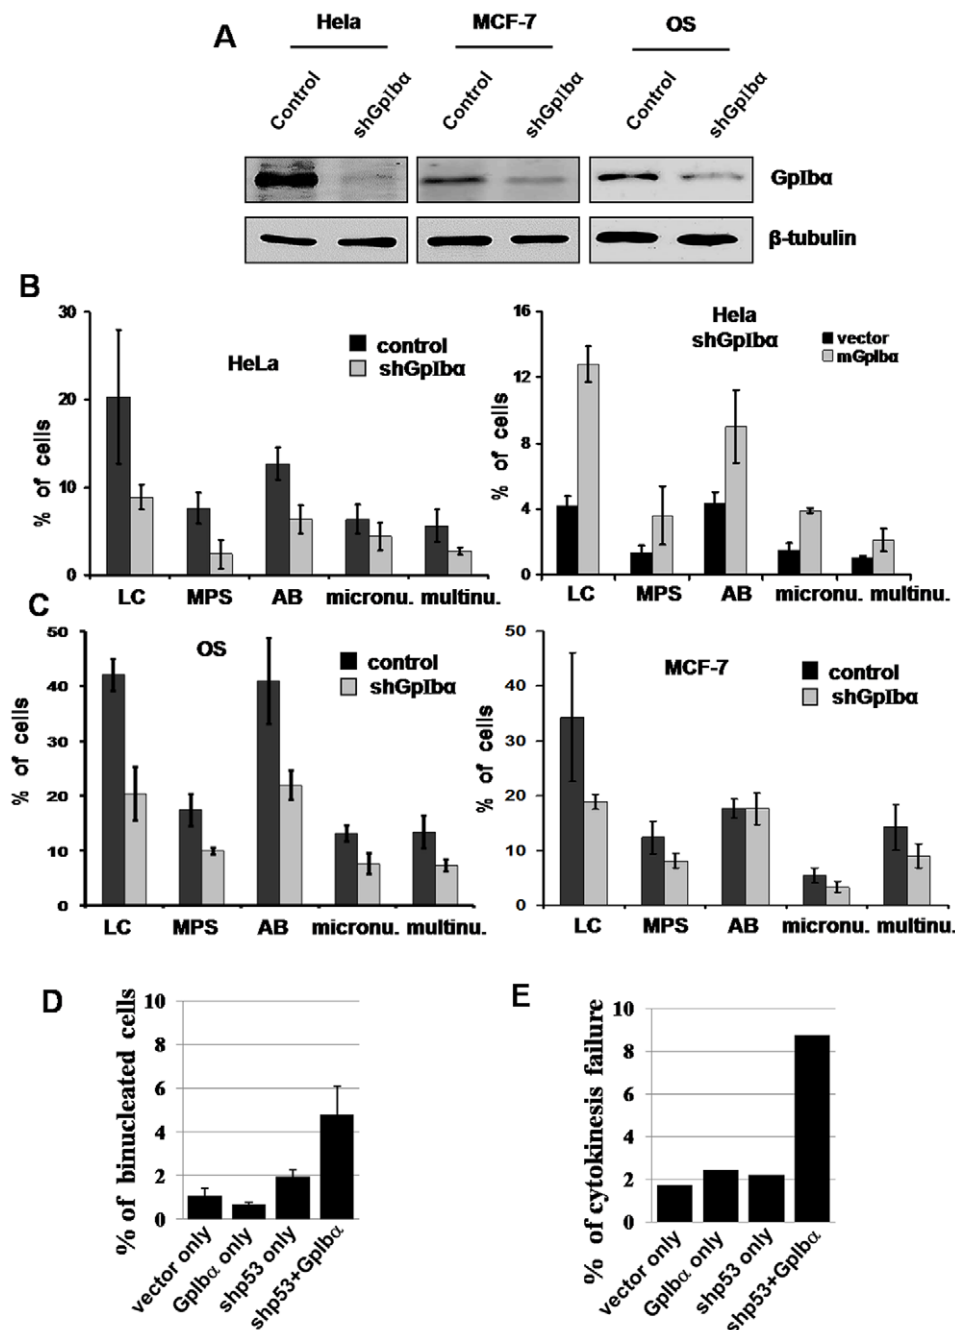 A
Hela
MCF-7
OS
Control
shGpIbα
Control
shGpIbα
Control
shGpIbα
GpIbα
β-tubulin
B
30
20
10
0
% of cells
HeLa
control
shGpIbα
LC MPS AB micronu. multinu.
16
12
8
4
0
% of cells
Hela
shGpIbα
vector
mGpIbα
LC MPS AB micronu. multinu.
C
50
40
30
20
10
0
% of cells
OS
control
shGpIbα
LC MPS AB micronu. multinu.
50
40
30
20
10
0
% of cells
MCF-7
control
shGpIbα
LC MPS AB micronu. multinu.
D
% of binucleated cells
10
8
6
4
2
0
vector only
GpIbα only
shp53 only
shp53+GpIbα
E
% of cytokinesis failure
10
8
6
4
2
0
vector only
GpIbα only
shp53 only
shp53+GpIbα